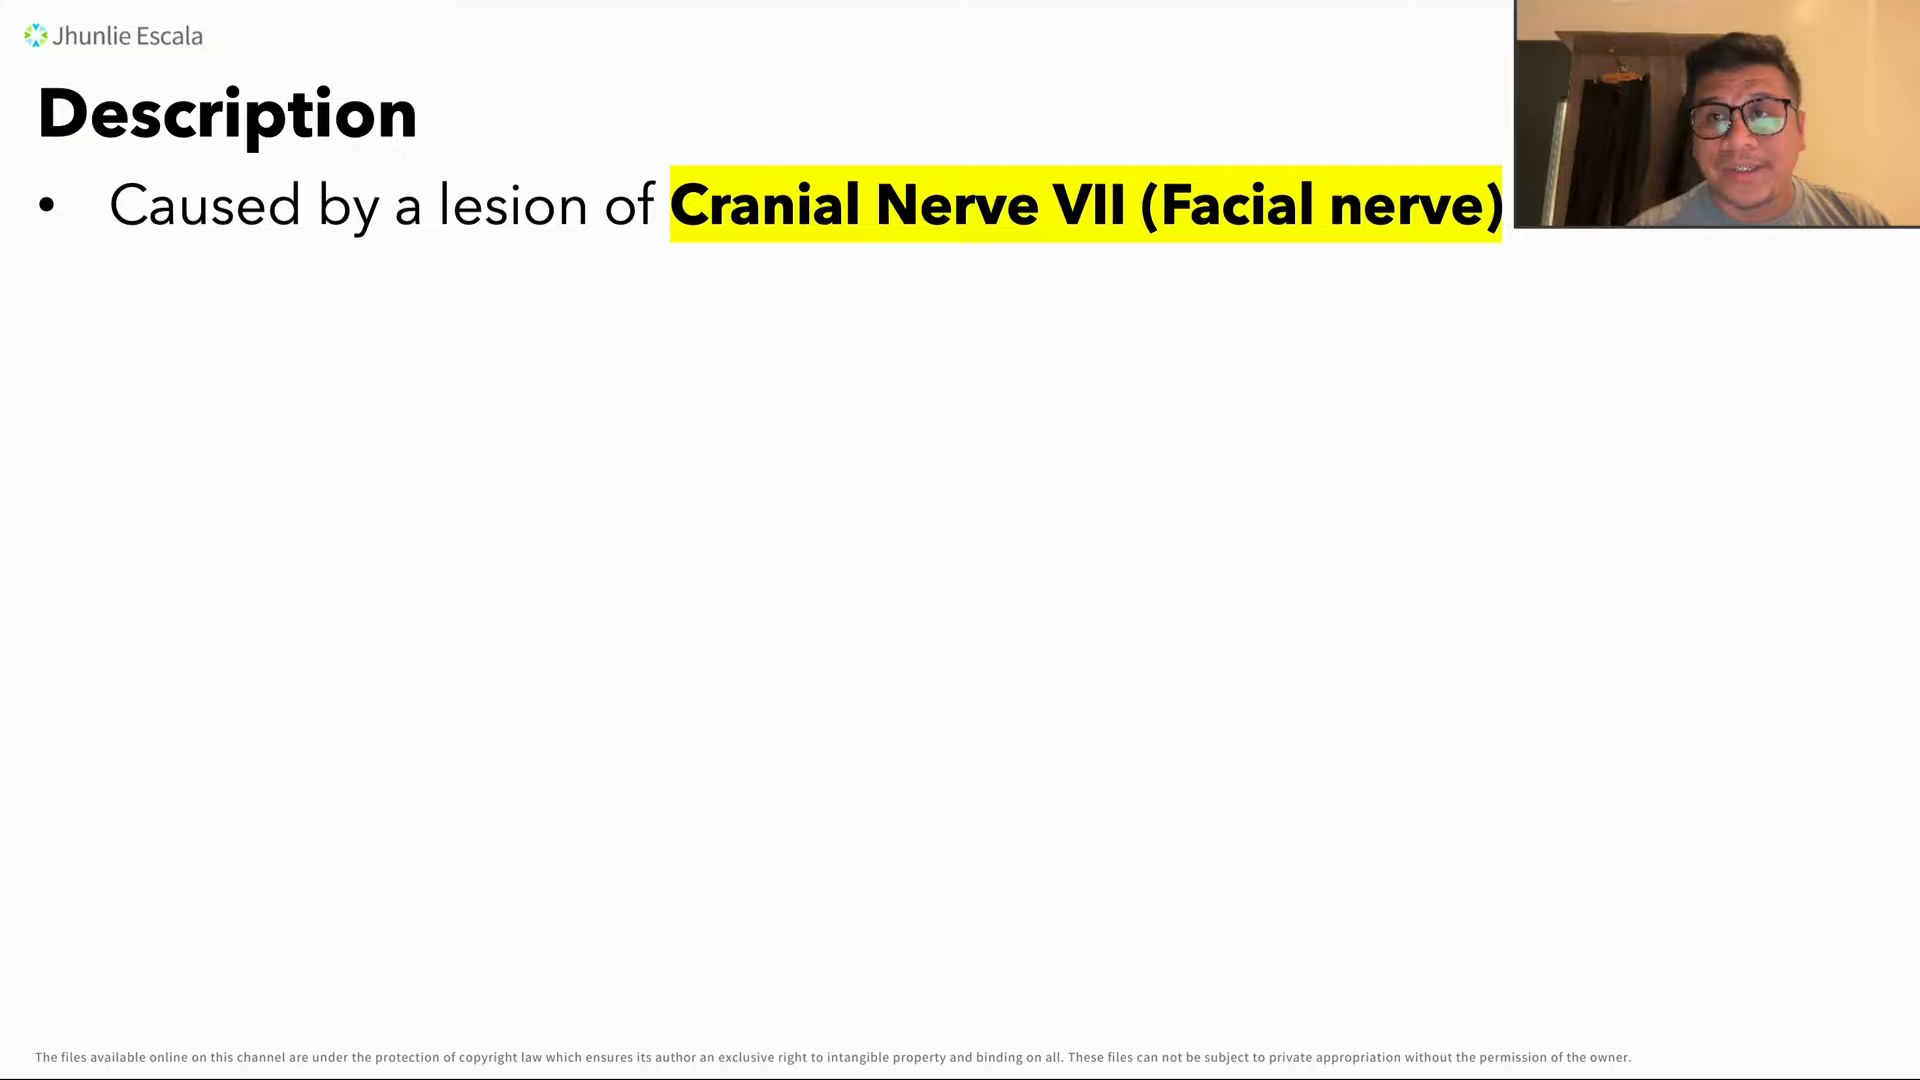 Jhunlie Escala
Description
• Caused by a lesion of Cranial Nerve VII (Facial nerve)
The files available online on this channel are under the protection of copyright law which ensures its author an exclusive right to intangible property and binding on all. These files can not be subject to private appropriation without the permission of the owner.